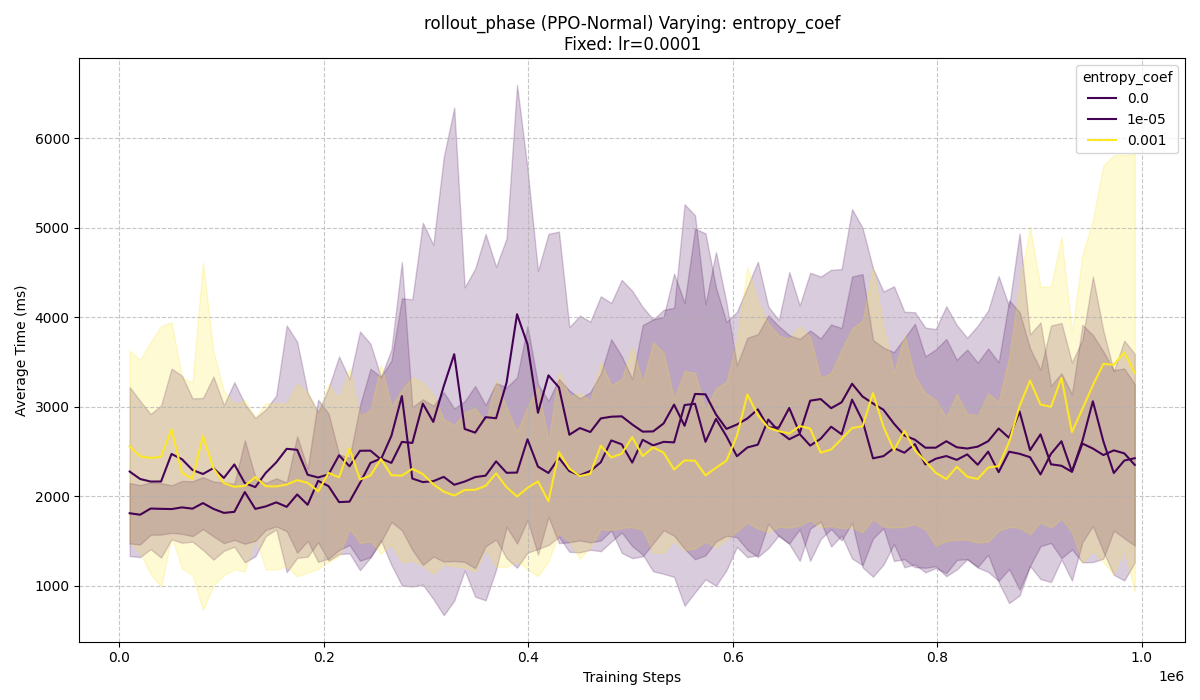 rollout_phase (PPO-Normal) Varying: entropy_coef
Fixed: lr=0.0001
entropy_coef
0.0
1e-05
0.001
6000
5000
4000
3000
2000
1000
Average Time (ms)
0.0 0.2 0.4 0.6 0.8 1.0
1e6
Training Steps